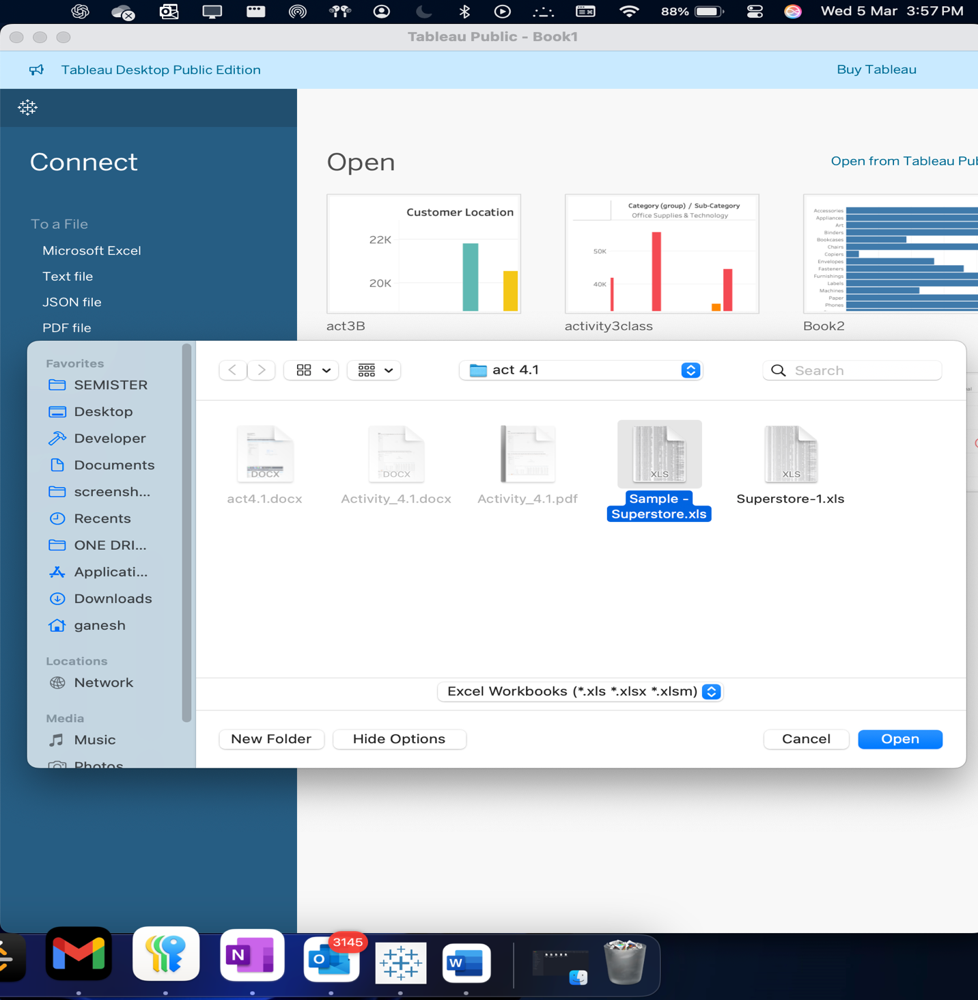 88%
Wed 5 Mar 3:57 PM
Tableau Public - Book1
Tableau Desktop Public Edition
Buy Tableau
Connect
Open
Open from Tableau Pub
To a File
Microsoft Excel
Text file
JSON file
PDF file
Customer Location
22K
20K
act3B
Category (group) / Sub-Category
Office Supplies & Technology
50K
40K
activity3class
Accessories
Appliances
Art
Binders
Bookcases
Chairs
Copiers
Envelopes
Fasteners
Furnishings
Labels
Machines
Paper
Phones
Book2
Favorites
SEMISTER
Desktop
Developer
Documents
screensh...
Recents
ONE DRI...
Applicati...
Downloads
ganesh
Locations
Network
Media
Music
Photos
act 4.1
Search
DOCX
act4.1.docx
DOCX
Activity_4.1.docx
Activity_4.1.pdf
XLS
Sample -
Superstore.xls
XLS
Superstore-1.xls
Excel Workbooks (*.xls *.xlsx *.xlsm)
New Folder
Hide Options
Cancel
Open
N
O
3145
W